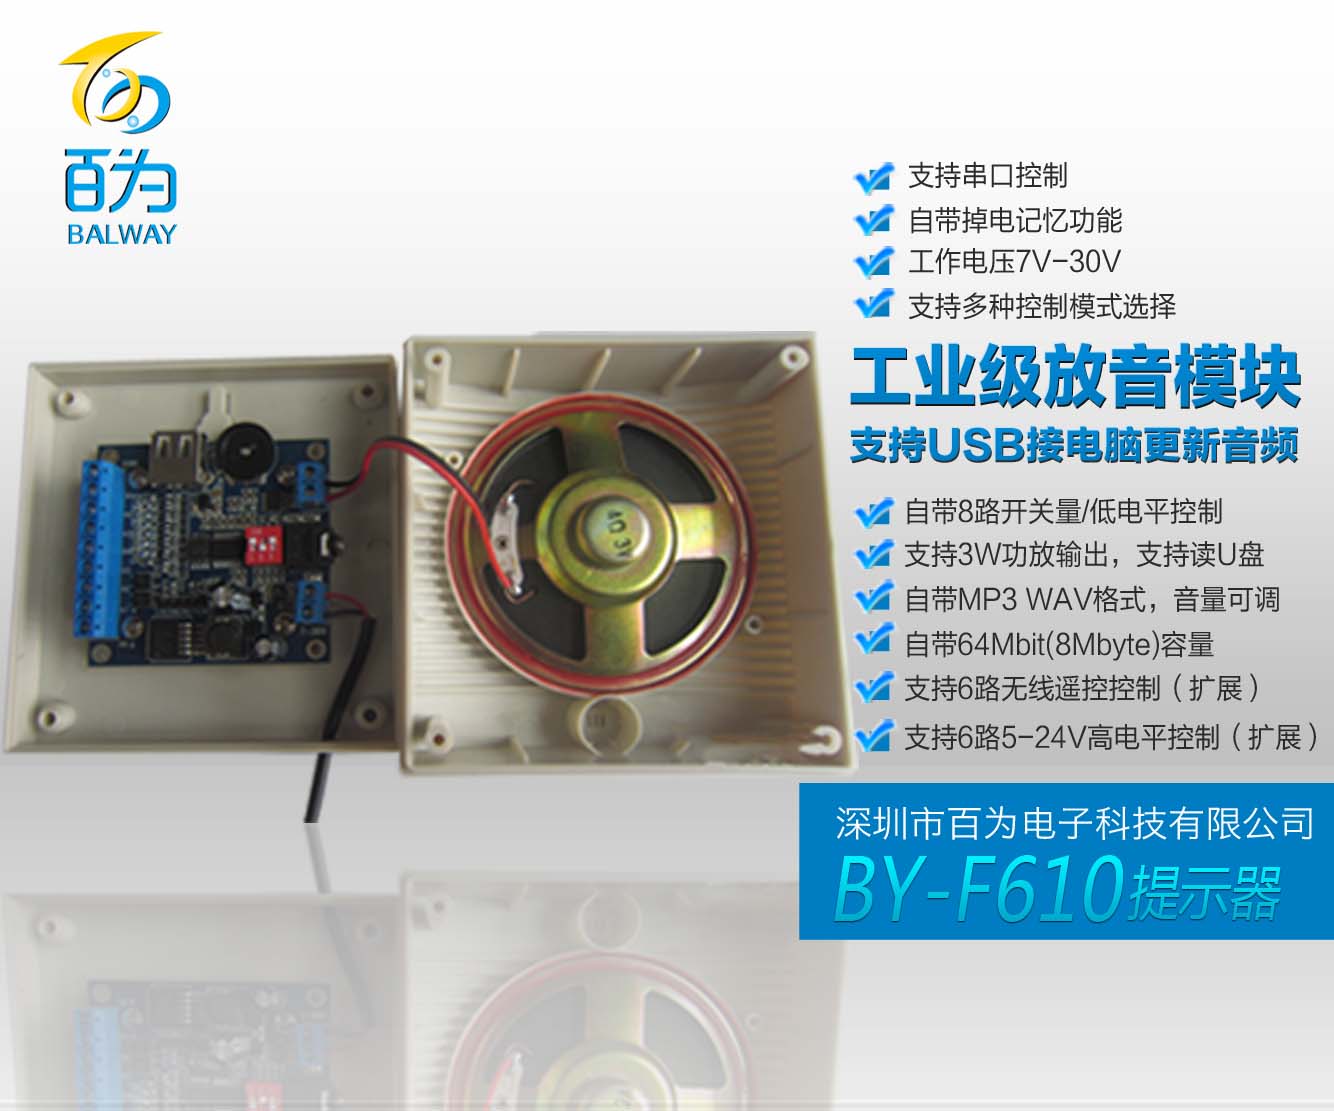 百为
BALWAY
支持串口控制
自带掉电记忆功能
工作电压7V-30V
支持多种控制模式选择
工业级放音模块
支持USB接电脑更新音频
自带8路开关量/低电平控制
支持3W功放输出，支持读U盘
自带MP3 WAV格式，音量可调
自带64Mbit(8Mbyte)容量
支持6路无线遥控控制（扩展）
支持6路5-24V高电平控制（扩展）
深圳市百为电子科技有限公司
BY-F610提示器